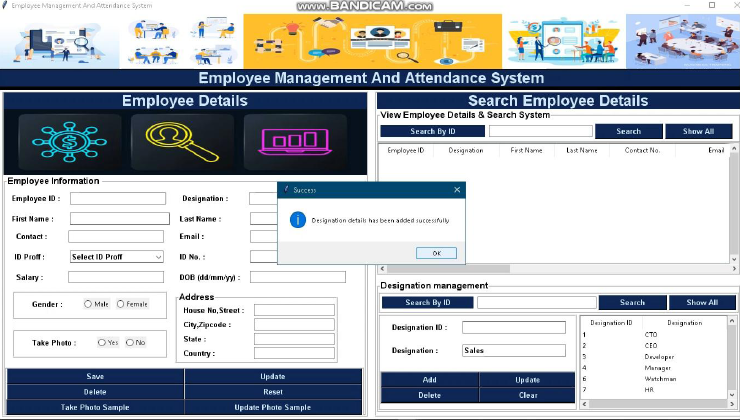 Employee Management And Attendance System
www.BANDICAM.com
Employee Management And Attendance System
Employee Details
Search Employee Details
View Employee Details & Search System
Search By ID
Search
Show All
Employee ID Designation First Name Last Name Contact No. Email
Employee Information
Employee ID :
Designation :
First Name :
Last Name :
Contact :
Email :
ID Proff :
Select ID Proff
ID No. :
Salary :
DOB (dd/mm/yy) :
Gender :
Male
Female
Take Photo :
Yes
No
Address
House No,Street :
City,Zipcode :
State :
Country :
Save
Update
Delete
Reset
Take Photo Sample
Update Photo Sample
Success
Designation details has been added successfully
OK
Designation management
Search By ID
Search
Show All
Designation ID :
Designation :
Sales
Add
Update
Delete
Clear
Designation ID Designation
1 CTO
2 CEO
3 Developer
4 Manager
6 Watchman
7 HR